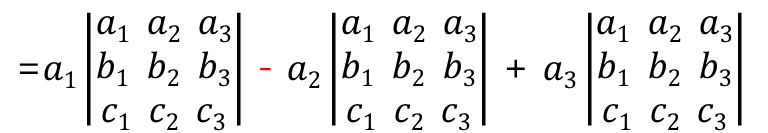 =a₁ |a₁ a₂ a₃| - a₂ |a₁ a₂ a₃| + a₃ |a₁ a₂ a₃|
|b₁ b₂ b₃| |b₁ b₂ b₃| |b₁ b₂ b₃|
|c₁ c₂ c₃| |c₁ c₂ c₃| |c₁ c₂ c₃|